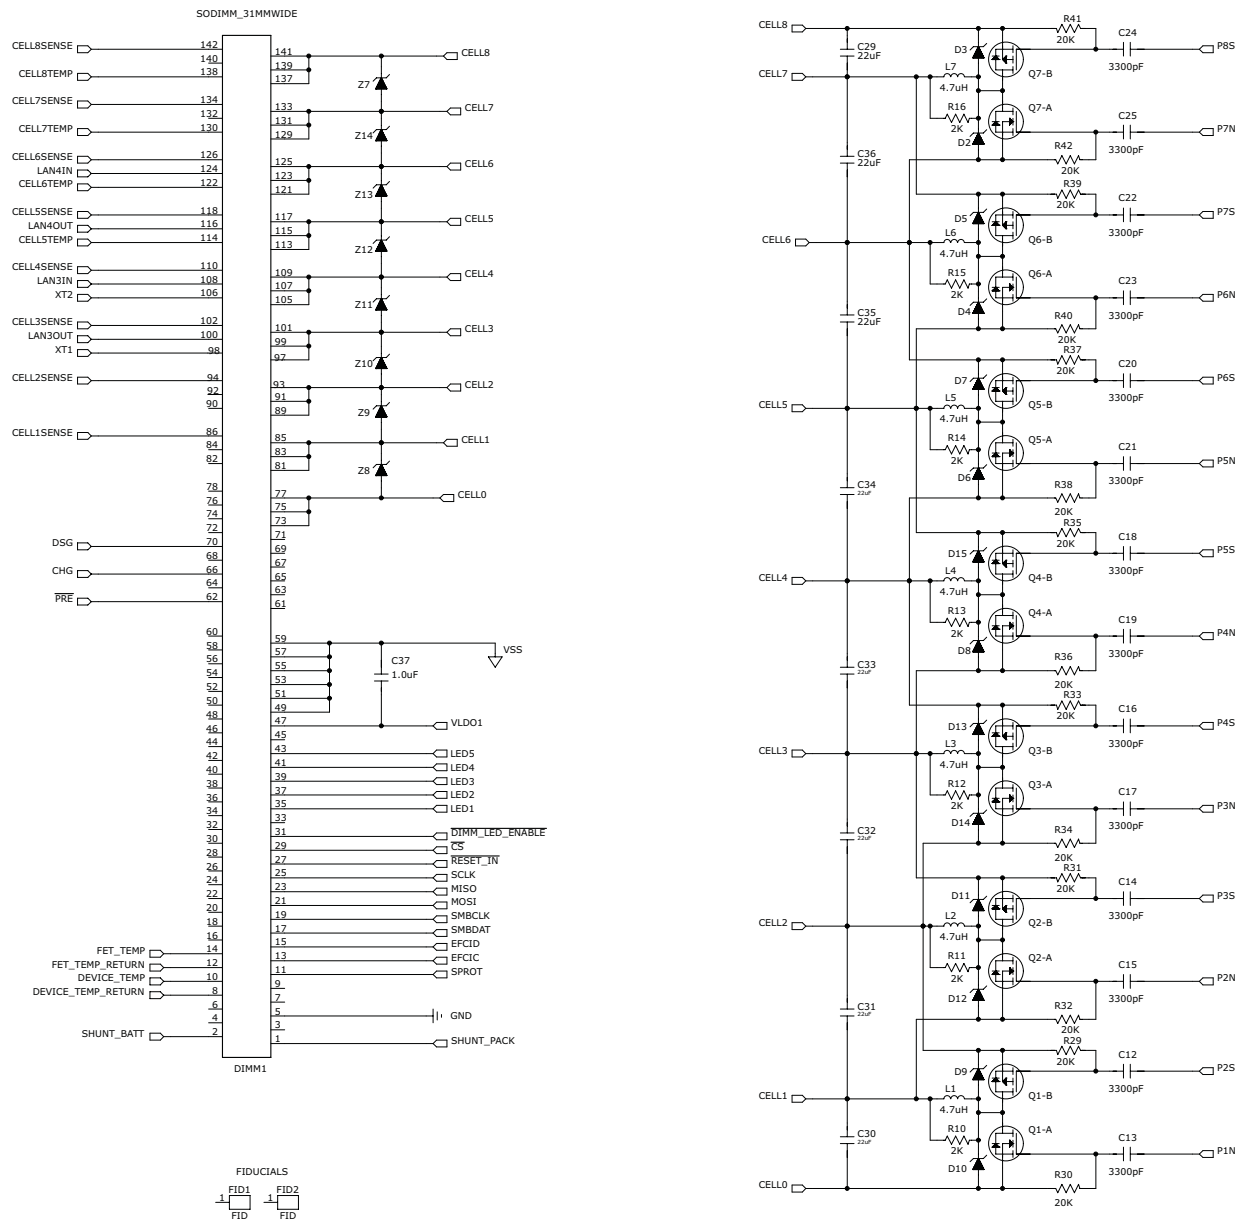 SODIMM_31MMWIDE
CELL8SENSE 142
140
CELL8TEMP 138
CELL7SENSE 134
132
CELL7TEMP 130
CELL6SENSE 126
LAN4IN 124
CELL6TEMP 122
CELL5SENSE 118
LAN4OUT 116
CELL5TEMP 114
CELL4SENSE 110
LAN3IN 108
XT2 106
CELL3SENSE 102
LAN3OUT 100
XT1 98
CELL2SENSE 94
92
90
CELL1SENSE 86
84
82
78
76
74
72
DSG 70
68
CHG 66
64
PRE 62
60
58
56
54
52
50
48
46
44
42
40
38
36
34
32
30
28
26
24
22
20
18
16
FET_TEMP 14
FET_TEMP_RETURN 12
DEVICE_TEMP 10
DEVICE_TEMP_RETURN 8
6
4
SHUNT_BATT 2
141 CELL8
139
137
Z7
133 CELL7
131
129
Z14
125 CELL6
123
121
Z13
117 CELL5
115
113
Z12
109 CELL4
107
105
Z11
101 CELL3
99
97
Z10
93 CELL2
91
89
Z9
85 CELL1
83
81
Z8
77 CELL0
75
73
71
69
67
65
63
61
59 VSS
57
55
53
51
49
C37
1.0uF
47 VLDO1
45
43 LED5
41 LED4
39 LED3
37 LED2
35 LED1
33
31 DIMM_LED_ENABLE
29 CS
27 RESET_IN
25 SCLK
23 MISO
21 MOSI
19 SMBCLK
17 SMBDAT
15 EFCID
13 EFCIC
11 SPROT
9
7
5 GND
3
1 SHUNT_PACK
DIMM1
FIDUCIALS
1 FID1
FID
1 FID2
FID
CELL8
C29
22uF
D3
R41
20K
C24
3300pF
P8S
Q7-B
CELL7
L7
4.7uH
R16
2K
D2
Q7-A
C25
3300pF
P7N
R42
20K
C36
22uF
R39
20K
D5
C22
3300pF
P7S
Q6-B
CELL6
L6
4.7uH
R15
2K
D4
Q6-A
C23
3300pF
P6N
R40
20K
C35
22uF
R37
20K
D7
C20
3300pF
P6S
Q5-B
CELL5
L5
4.7uH
R14
2K
D6
Q5-A
C21
3300pF
P5N
R38
20K
C34
22uF
R35
20K
D15
C18
3300pF
P5S
Q4-B
CELL4
L4
4.7uH
R13
2K
D8
Q4-A
C19
3300pF
P4N
R36
20K
C33
22uF
R33
20K
D13
C16
3300pF
P4S
Q3-B
CELL3
L3
4.7uH
R12
2K
D14
Q3-A
C17
3300pF
P3N
R34
20K
C32
22uF
R31
20K
D11
C14
3300pF
P3S
Q2-B
CELL2
L2
4.7uH
R11
2K
D12
Q2-A
C15
3300pF
P2N
R32
20K
C31
22uF
R29
20K
D9
C12
3300pF
P2S
Q1-B
CELL1
L1
4.7uH
R10
2K
D10
Q1-A
C13
3300pF
P1N
R30
20K
C30
22uF
CELL0